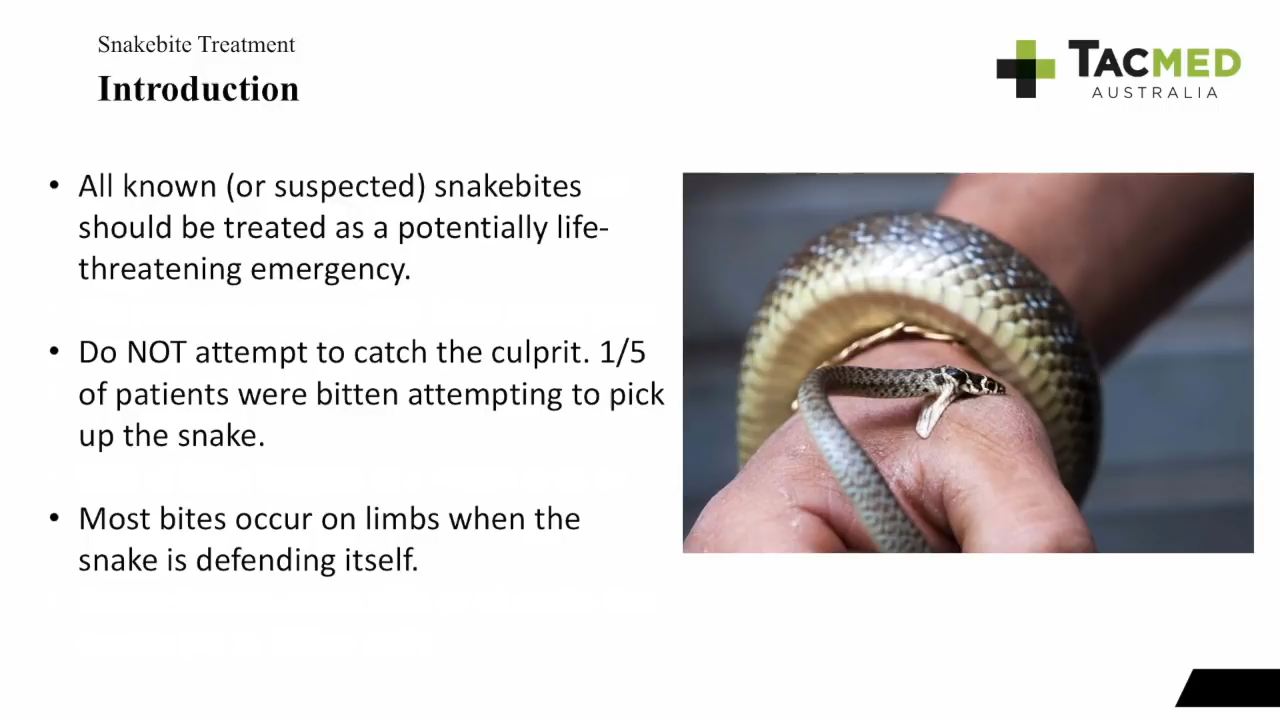 Snakebite Treatment
Introduction
TACMED
AUSTRALIA
• All known (or suspected) snakebites
should be treated as a potentially life-
threatening emergency.
• Do NOT attempt to catch the culprit. 1/5
of patients were bitten attempting to pick
up the snake.
• Most bites occur on limbs when the
snake is defending itself.